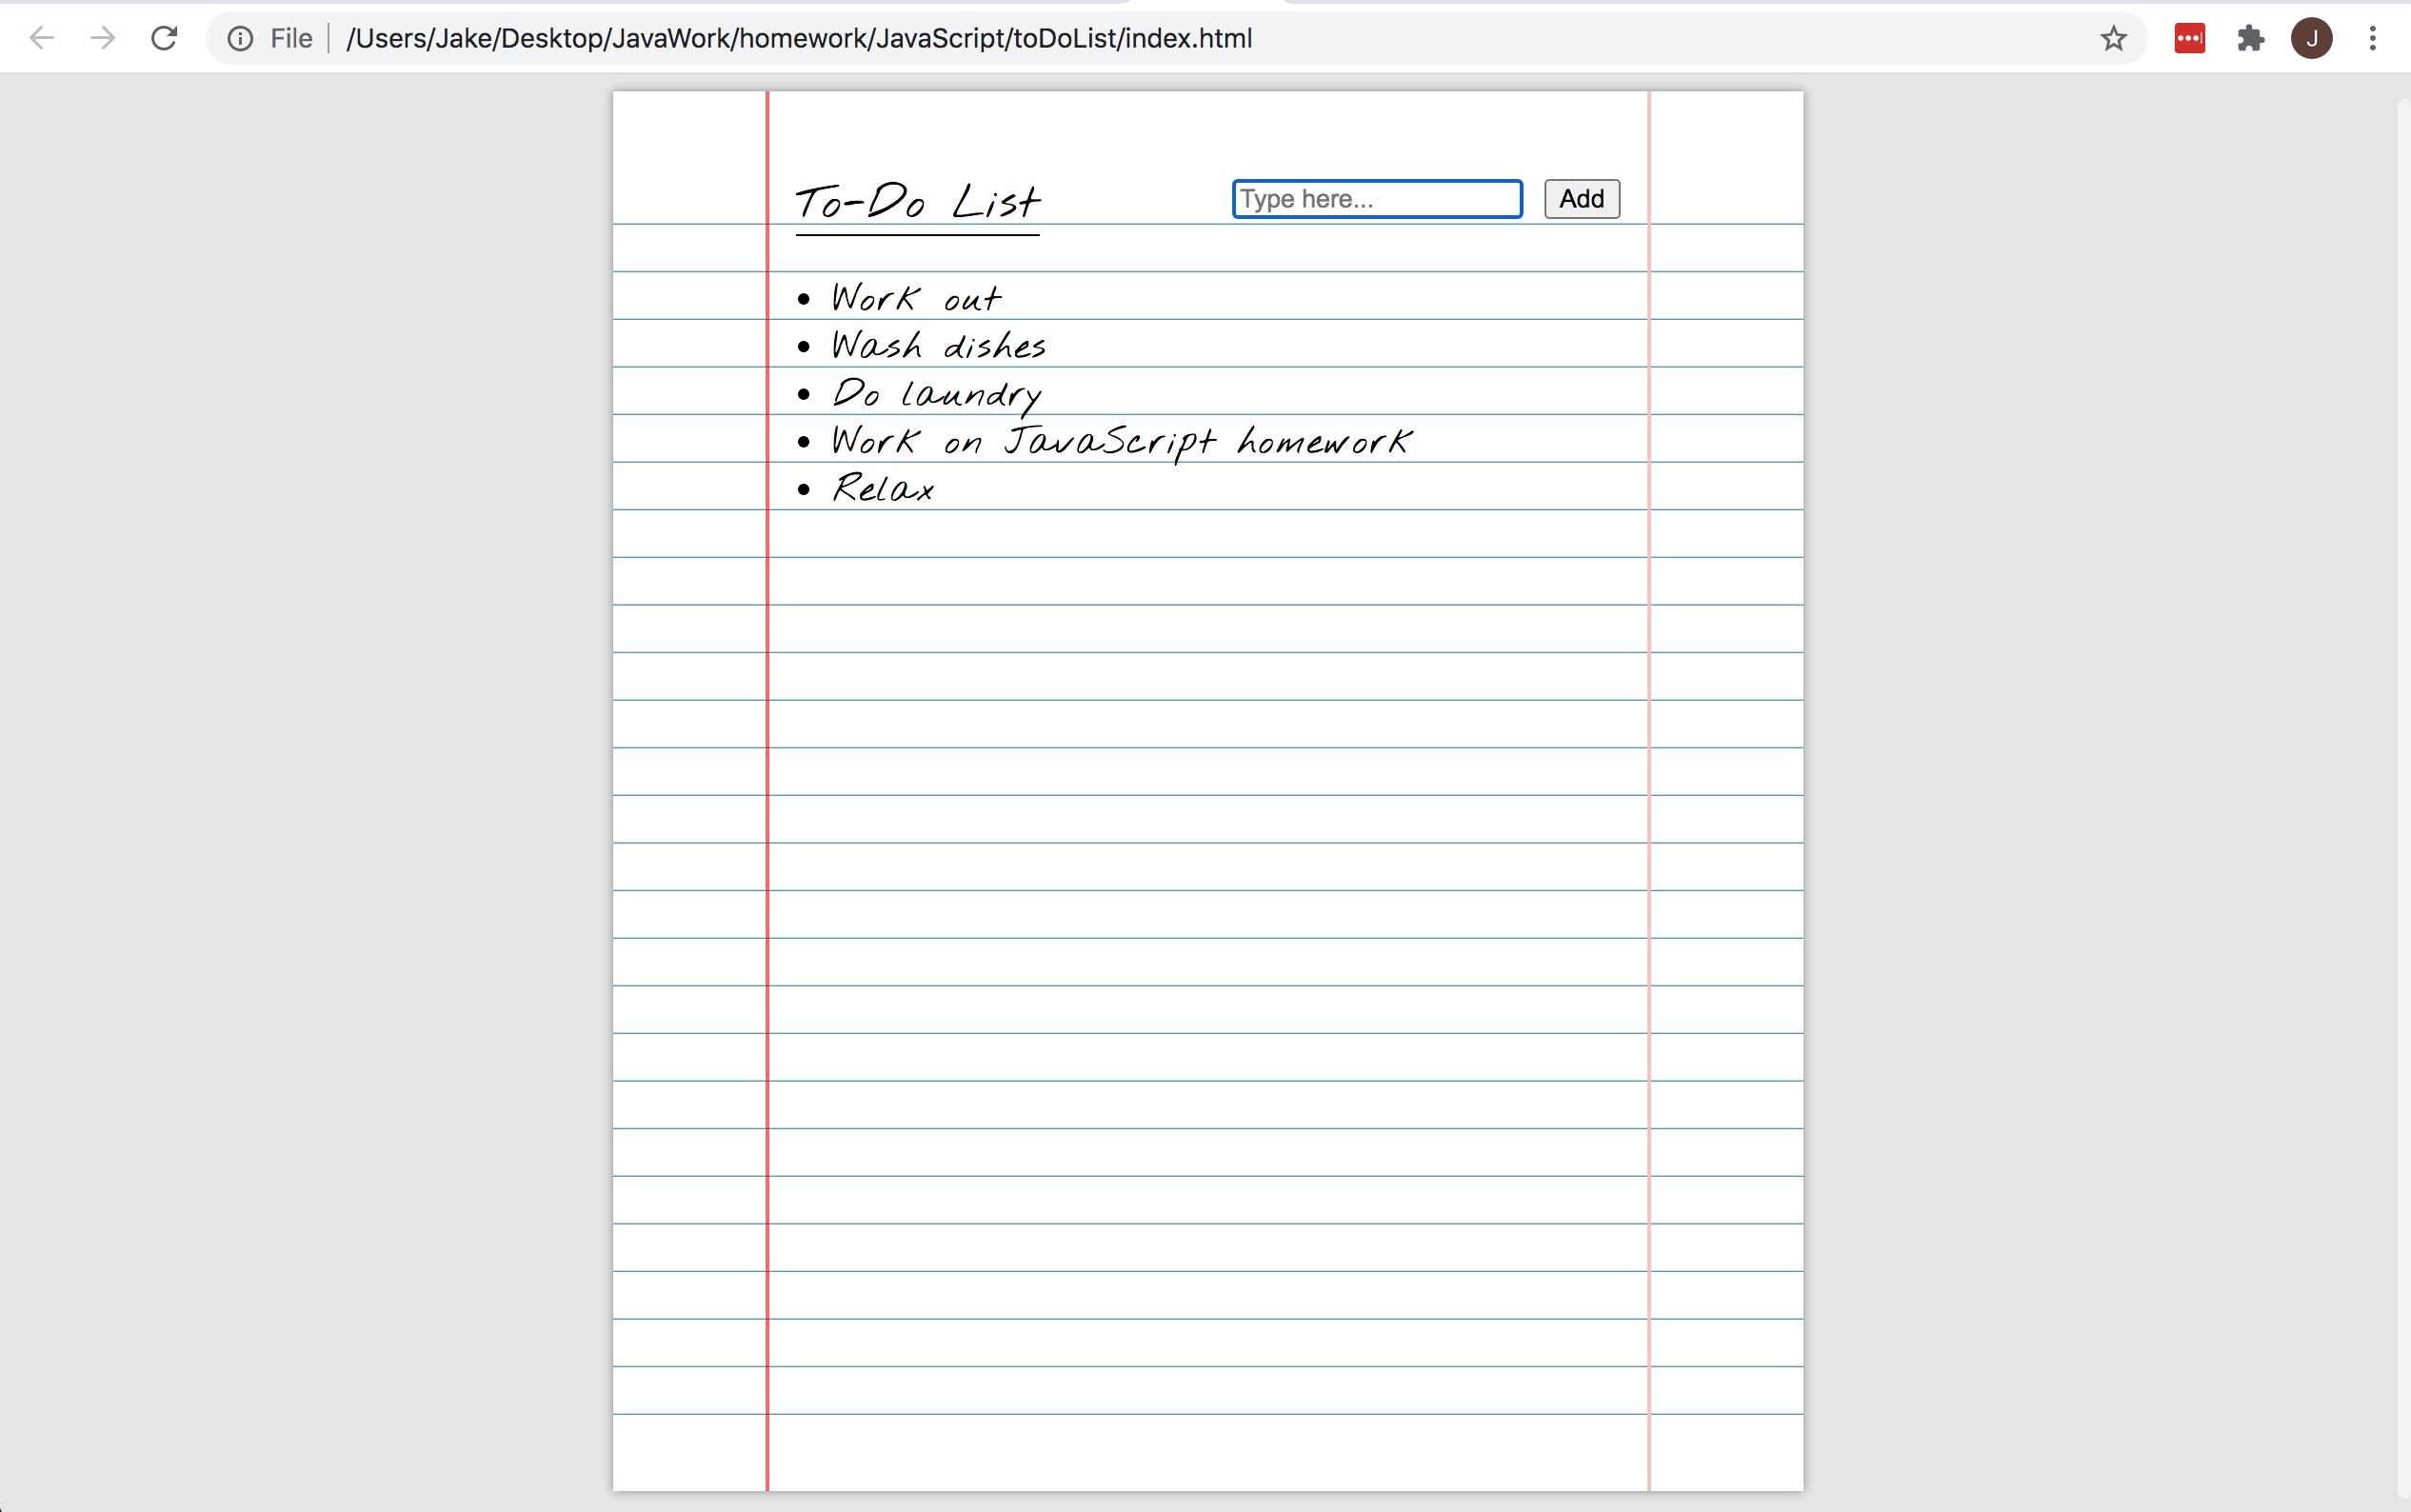 File /Users/Jake/Desktop/JavaWork/homework/JavaScript/toDoList/index.html J
To-Do List Type here... Add
Work out
Wash dishes
Do laundry
Work on JavaScript homework
Relax